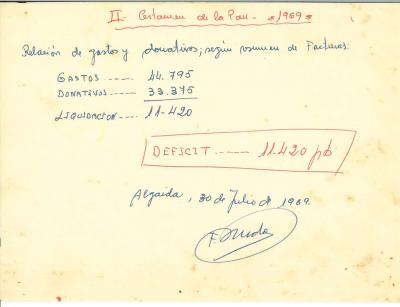 II Certamen de la Pau - *1969*
Relación de gastos y donativos; según resumen de Facturas:
GASTOS ---- 44.795
DONATIVOS ---- 33.375
LIQUIDACION ---- 11-420
DEFICIT ----- 11.420 pts
Algaida, 30 de Julio de 1969.